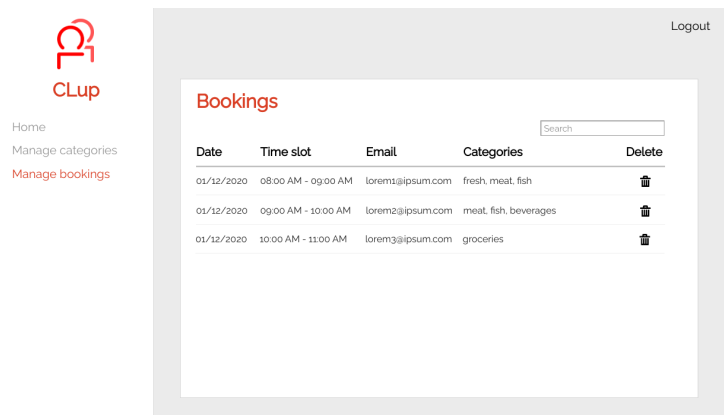 Logout
CLup
Home
Manage categories
Manage bookings
Bookings
Search
Date Time slot Email Categories Delete
01/12/2020 08:00 AM - 09:00 AM lorem1@ipsum.com fresh, meat, fish
01/12/2020 09:00 AM - 10:00 AM lorem2@ipsum.com meat, fish, beverages
01/12/2020 10:00 AM - 11:00 AM lorem3@ipsum.com groceries